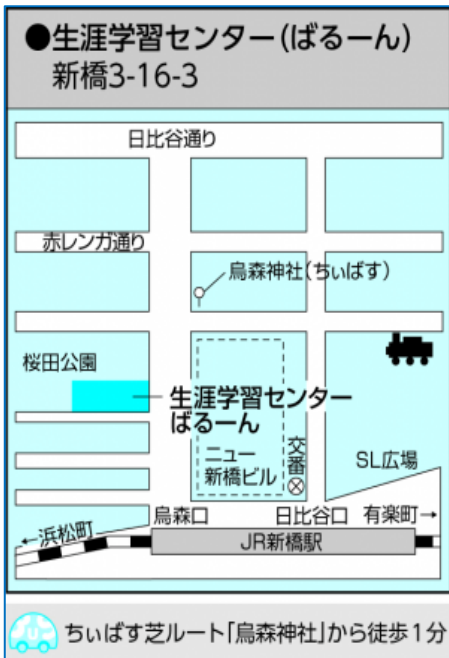 ●生涯学習センター(ばるーん)
新橋3-16-3
日比谷通り
赤レンガ通り
烏森神社(ちぃばす)
桜田公園
生涯学習センター
ばるーん
ニュー
新橋ビル
交番
SL広場
烏森口
日比谷口
有楽町→
←浜松町
JR新橋駅
ちぃばす芝ルート「烏森神社」から徒歩1分